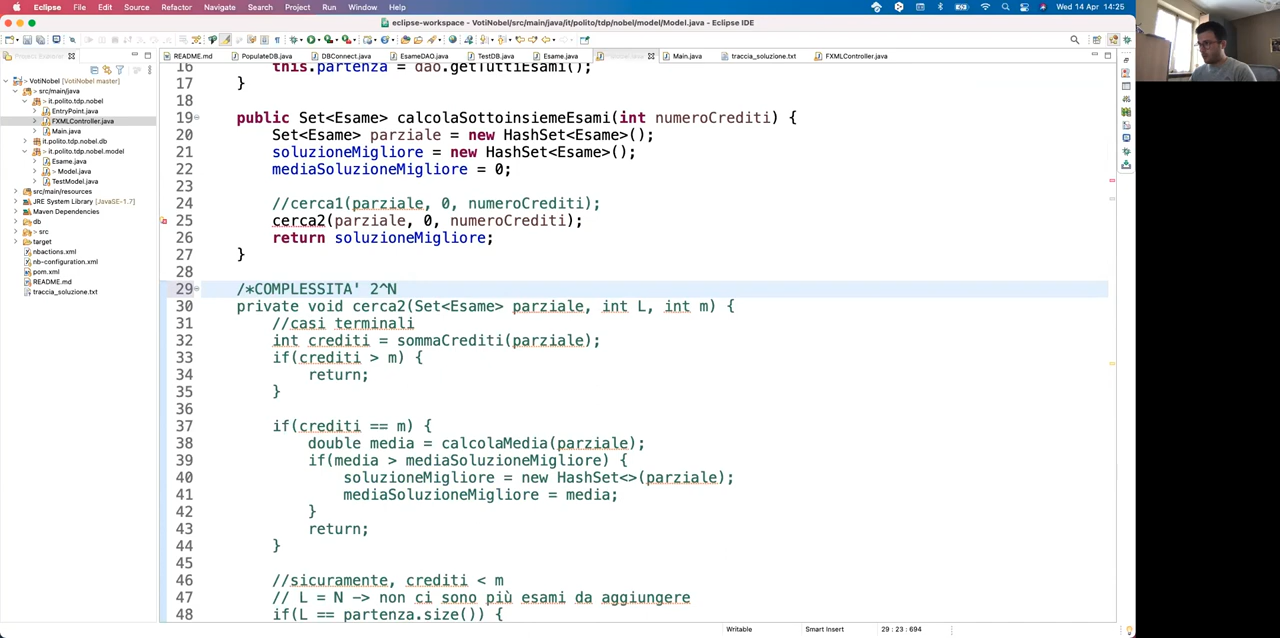 Eclipse File Edit Source Refactor Navigate Search Project Run Window Help Wed 14 Apr 14:25
eclipse-workspace - VotiNobel/src/main/java/it/polito/tdp/nobel/model/Model.java - Eclipse IDE
README.md PopulateDB.java DBConnect.java EsameDAO.java TestDB.java Esame.java Main.java traccia_soluzione.txt FXMLController.java
VotiNobel [VotiNobel master]
src/main/java
it.polito.tdp.nobel
EntryPoint.java
FXMLController.java
Main.java
it.polito.tdp.nobel.db
it.polito.tdp.nobel.model
Esame.java
Model.java
TestModel.java
src/main/resources
JRE System Library [JavaSE-1.7]
Maven Dependencies
db
src
target
nbactions.xml
nb-configuration.xml
pom.xml
README.md
traccia_soluzione.txt
16 this.partenza = dao.getTuttiEsami();
17 }
18
19 public Set<Esame> calcolaSottoinsiemeEsami(int numeroCrediti) {
20 Set<Esame> parziale = new HashSet<Esame>();
21 soluzioneMigliore = new HashSet<Esame>();
22 mediaSoluzioneMigliore = 0;
23
24 //cerca1(parziale, 0, numeroCrediti);
25 cerca2(parziale, 0, numeroCrediti);
26 return soluzioneMigliore;
27 }
28
29 /*COMPLESSITA' 2^N
30 private void cerca2(Set<Esame> parziale, int L, int m) {
31 //casi terminali
32 int crediti = sommaCrediti(parziale);
33 if(crediti > m) {
34 return;
35 }
36
37 if(crediti == m) {
38 double media = calcolaMedia(parziale);
39 if(media > mediaSoluzioneMigliore) {
40 soluzioneMigliore = new HashSet<>(parziale);
41 mediaSoluzioneMigliore = media;
42 }
43 return;
44 }
45
46 //sicuramente, crediti < m
47 // L = N -> non ci sono più esami da aggiungere
48 if(L == partenza.size()) {
Writable Smart Insert 29 : 23 : 694